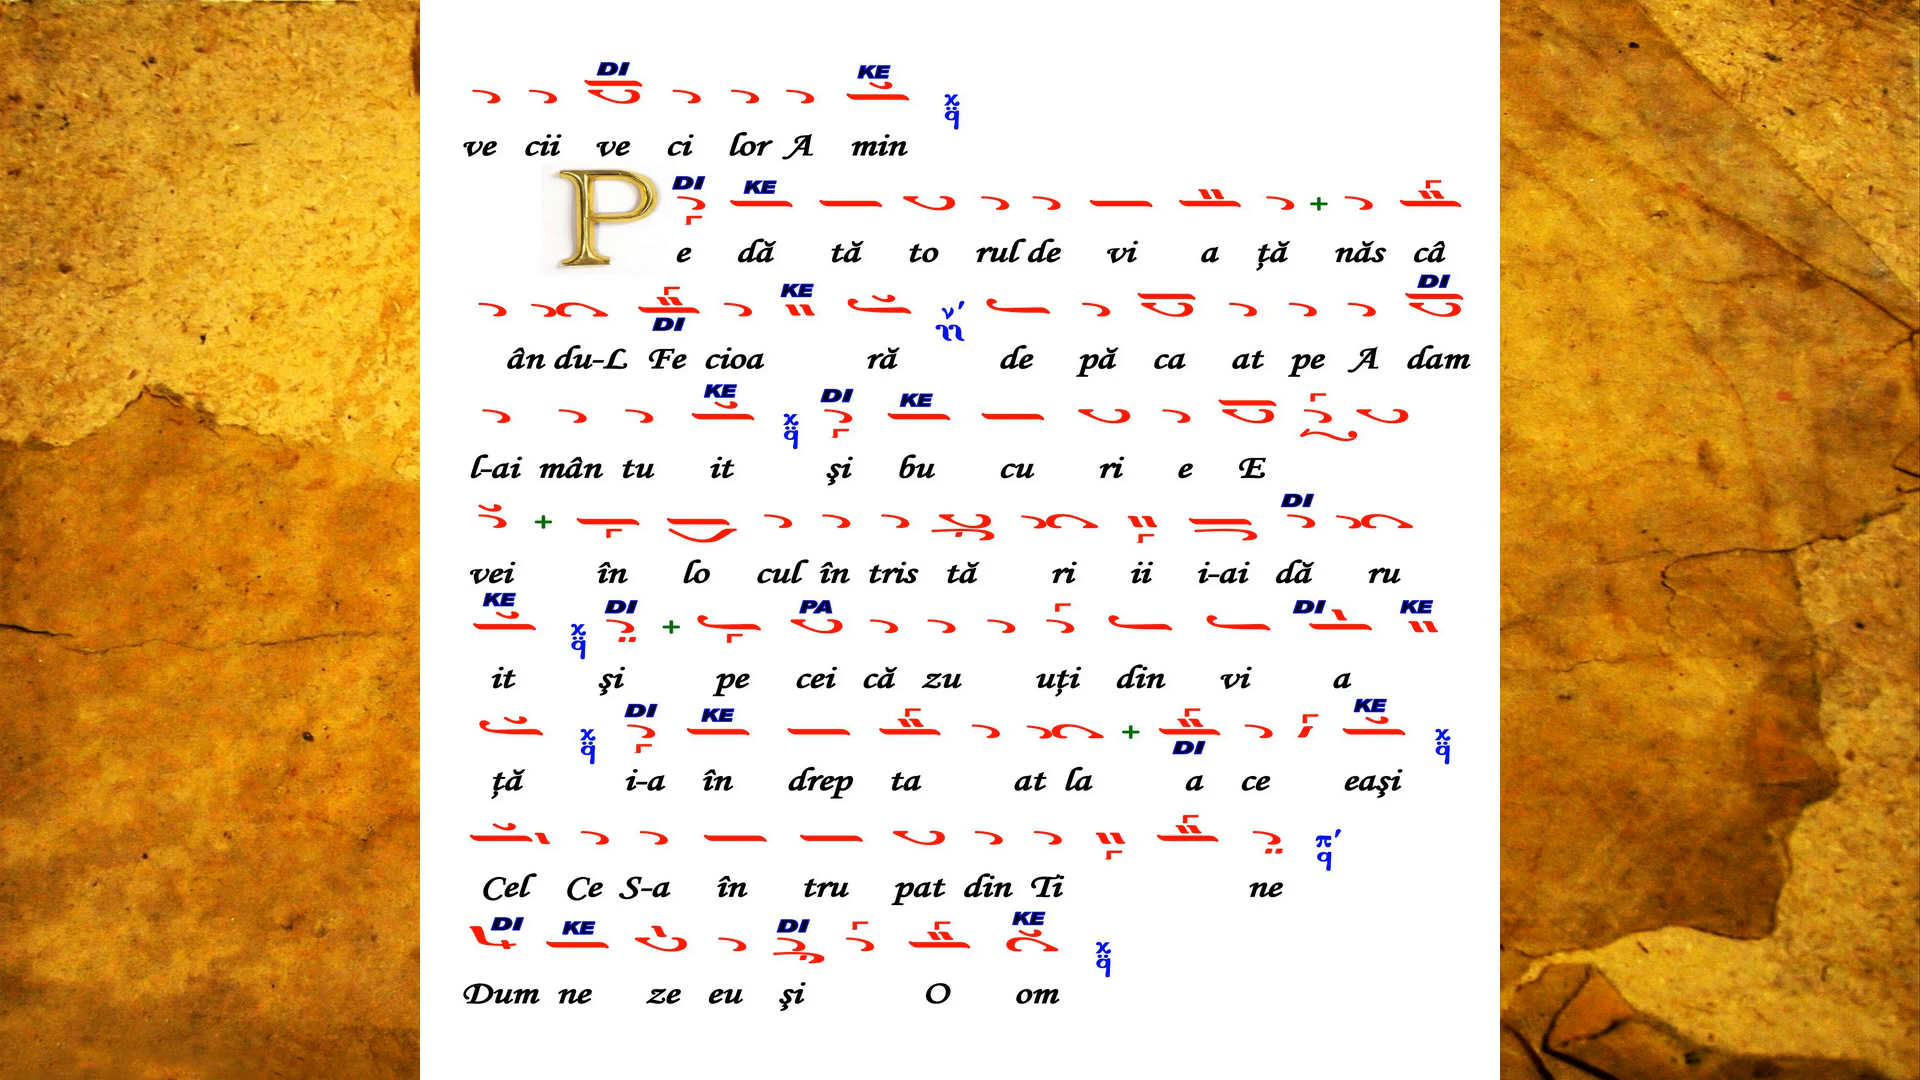 DI KE
ve cii ve ci lor A min
DI KE
P e dă tă to rul de vi a ță năs câ
KE DI
DI
ân du-L Fe cioa ră de pă ca at pe A dam
KE DI KE
l-ai mân tu it şi bu cu ri e E
DI
vei în lo cul în tris tă ri ii i-ai dă ru
KE DI PA DI KE
it şi pe cei că zu uți din vi a
DI KE KE
DI
ță i-a în drep ta at la a ce eaşi
Cel Ce S-a în tru pat din Ti ne
DI KE DI KE
Dum ne ze eu şi O om